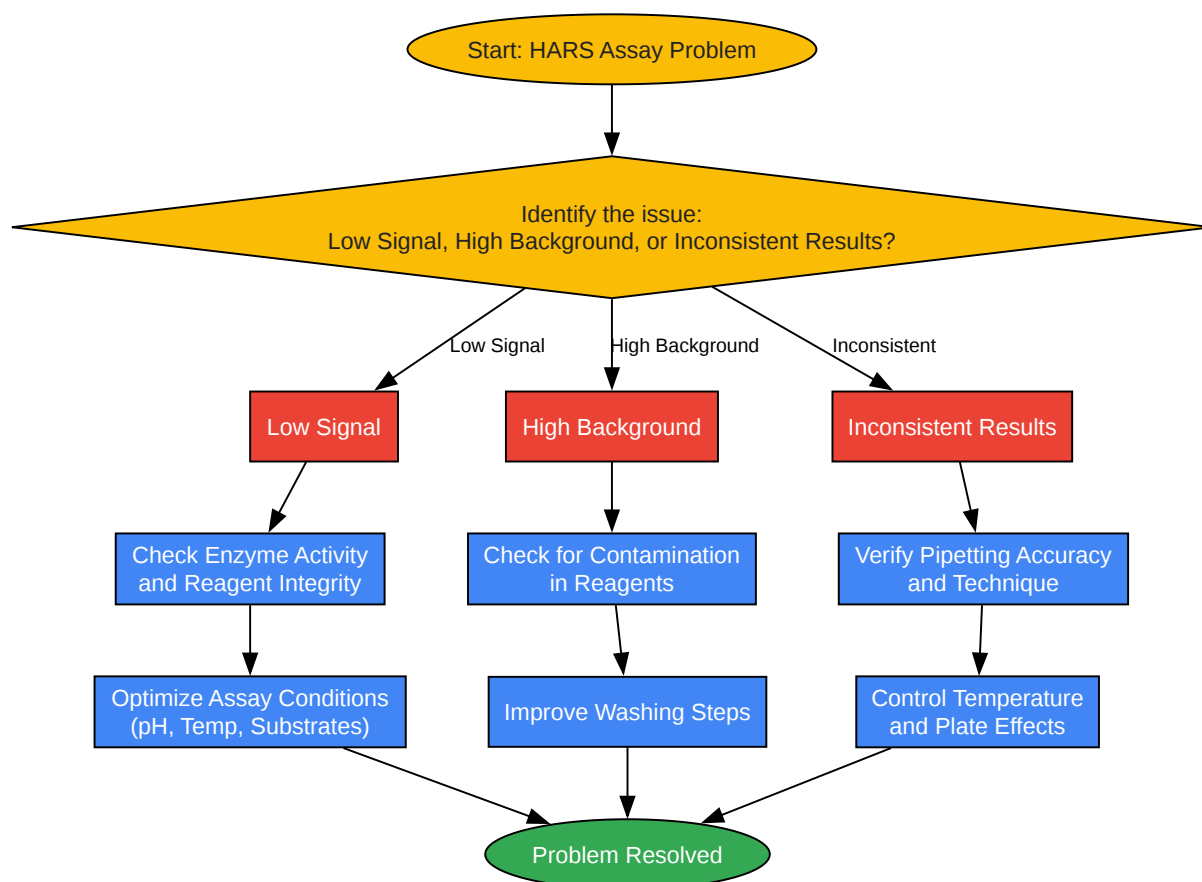 Start: HARS Assay Problem
Identify the issue:
Low Signal, High Background, or Inconsistent Results?
Low Signal
High Background
Inconsistent
Low Signal
High Background
Inconsistent Results
Check Enzyme Activity
and Reagent Integrity
Check for Contamination
in Reagents
Verify Pipetting Accuracy
and Technique
Optimize Assay Conditions
(pH, Temp, Substrates)
Improve Washing Steps
Control Temperature
and Plate Effects
Problem Resolved